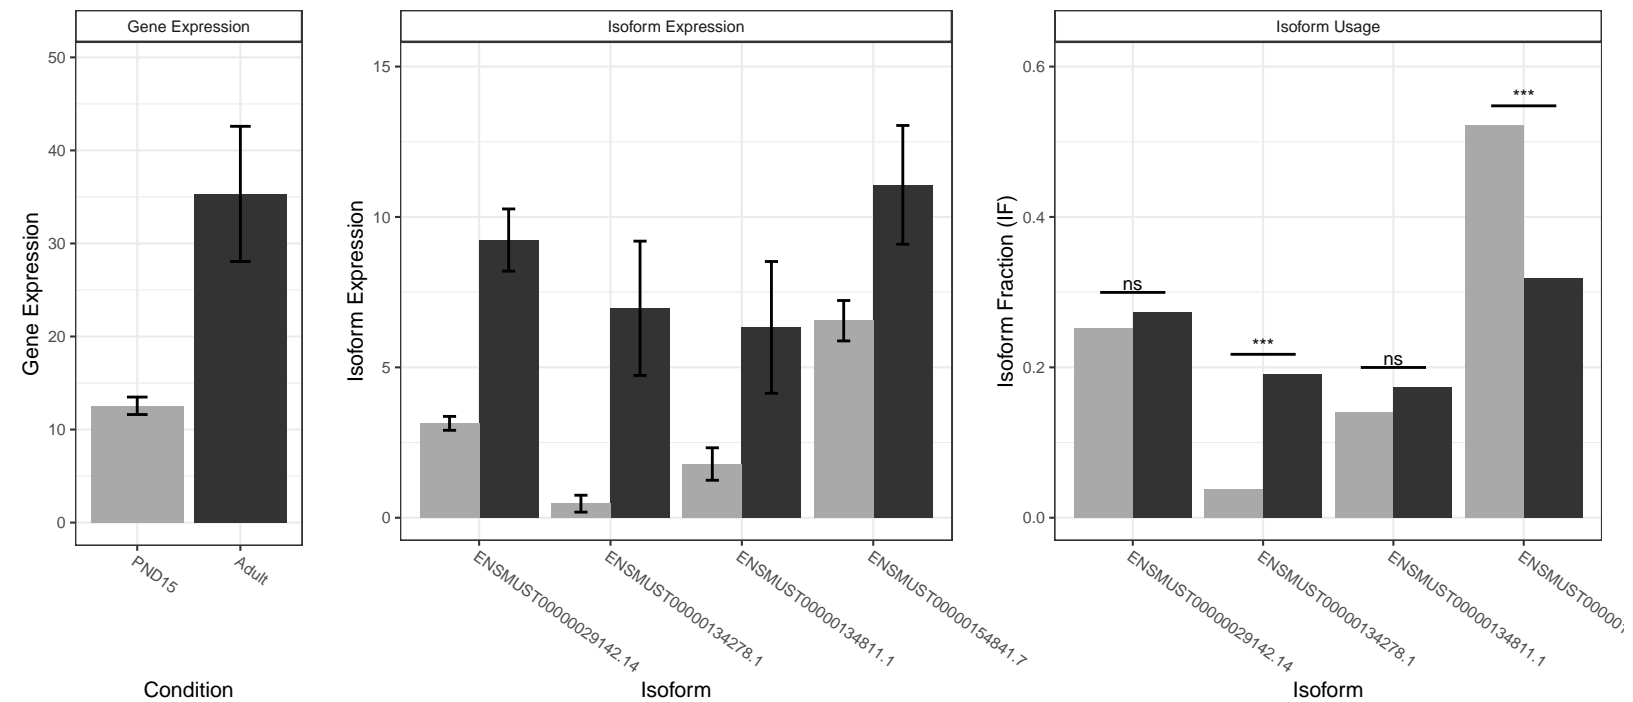 Gene Expression
Isoform Expression
Isoform Usage
Gene Expression
50
40
30
20
10
0
PND15
Adult
Condition
Isoform Expression
15
10
5
0
ENSMUST00000029142.14
ENSMUST00000134278.1
ENSMUST00000134811.1
ENSMUST00000154841.7
Isoform
Isoform Fraction (IF)
0.6
0.4
0.2
0.0
ns
***
ns
***
ENSMUST00000029142.14
ENSMUST00000134278.1
ENSMUST00000134811.1
ENSMUST00000
Isoform